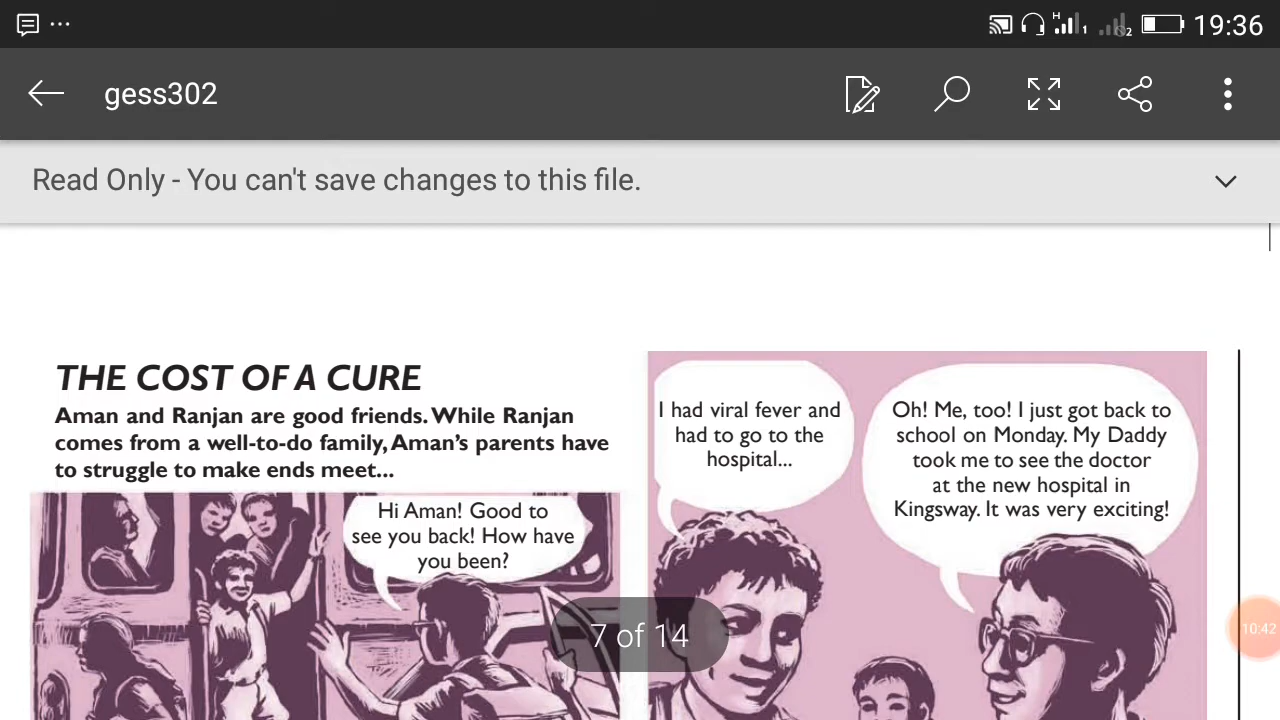 19:36
gess302
Read Only - You can't save changes to this file.
THE COST OF A CURE
Aman and Ranjan are good friends. While Ranjan
comes from a well-to-do family, Aman's parents have
to struggle to make ends meet...
Hi Aman! Good to
see you back! How have
you been?
I had viral fever and
had to go to the
hospital...
Oh! Me, too! I just got back to
school on Monday. My Daddy
took me to see the doctor
at the new hospital in
Kingsway. It was very exciting!
7 of 14
10:42